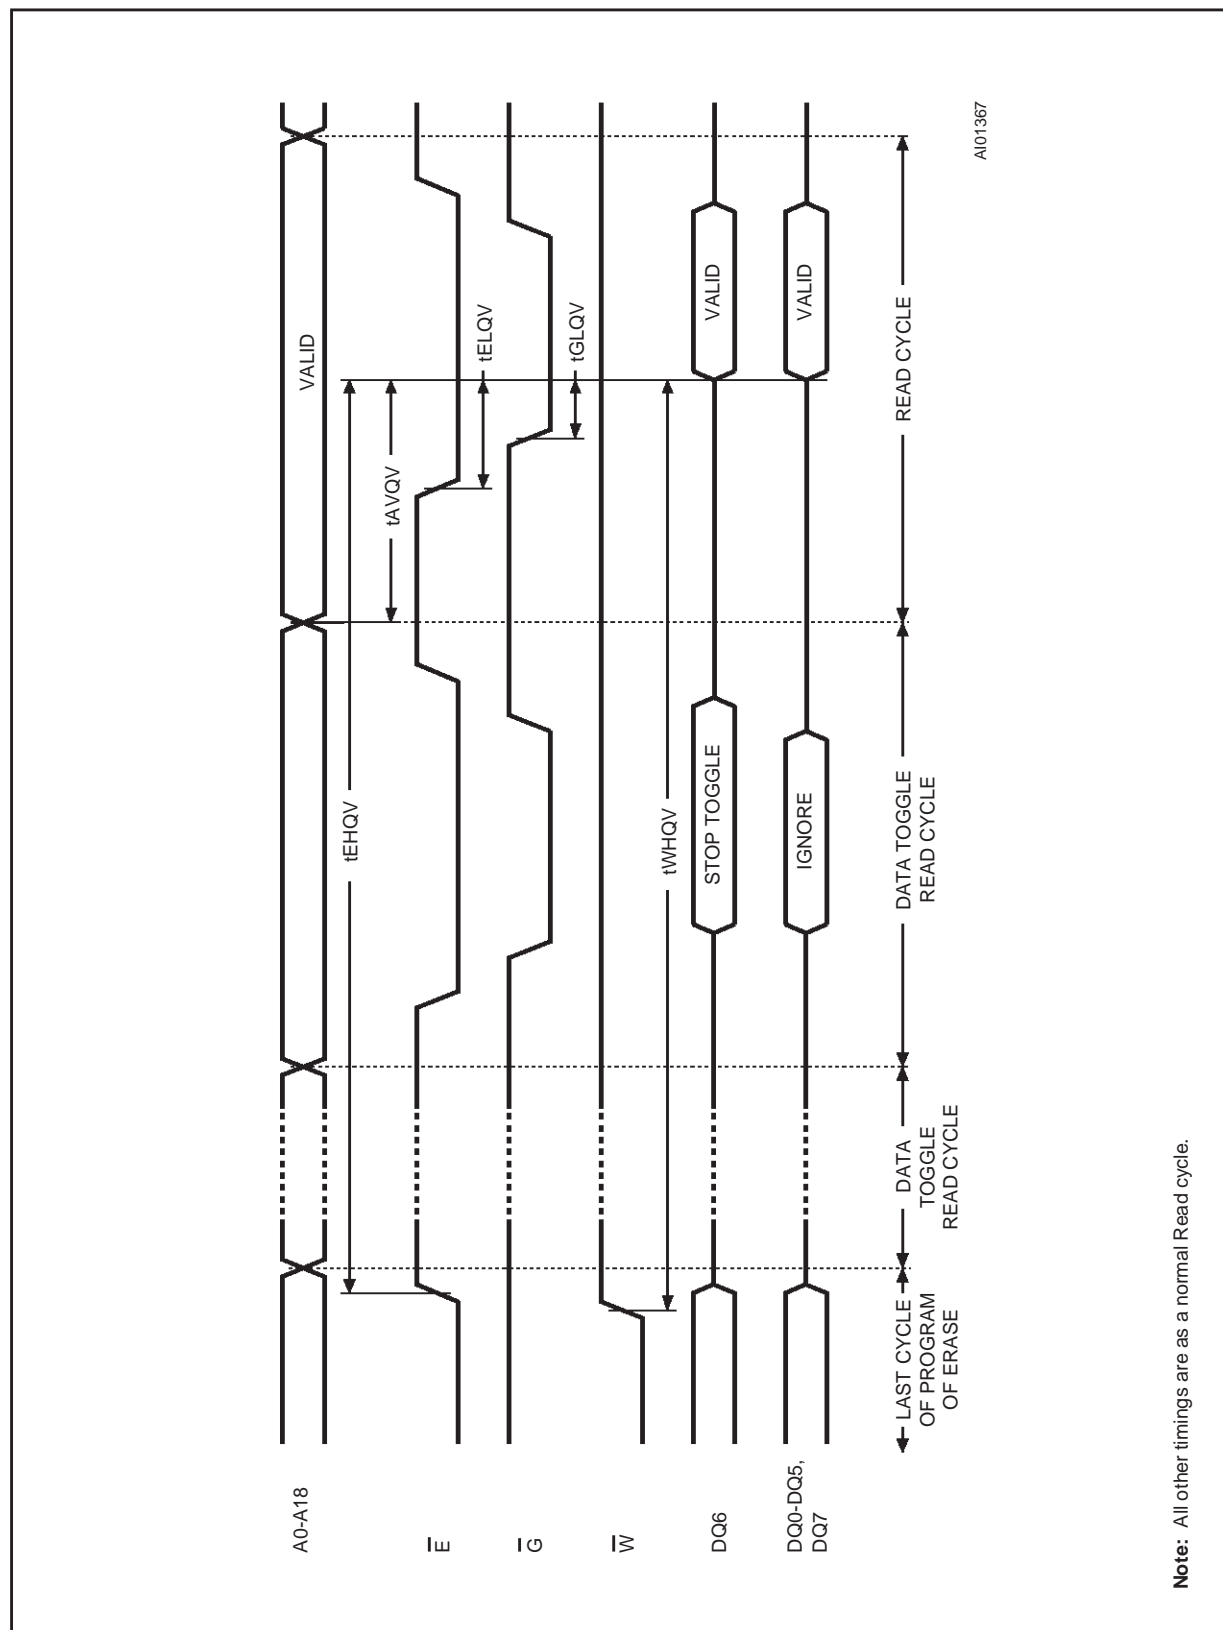 A0-A18
VALID
tEHQV
tAVQV
E
tELQV
G
tGLQV
W
tWHQV
DQ6
STOP TOGGLE
VALID
DQ0-DQ5,
DQ7
IGNORE
VALID
LAST CYCLE
OF PROGRAM
OF ERASE
DATA
TOGGLE
READ CYCLE
DATA TOGGLE
READ CYCLE
READ CYCLE
AI01367
Note: All other timings are as a normal Read cycle.